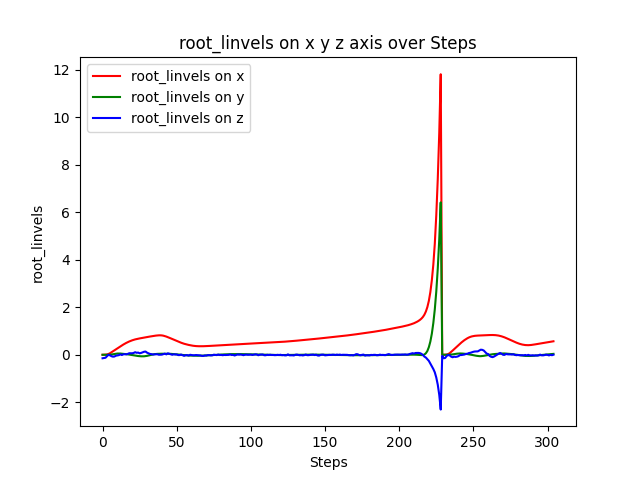 root_linvels on x y z axis over Steps
root_linvels on x
root_linvels on y
root_linvels on z
12
10
8
6
4
2
0
−2
root_linvels
0 50 100 150 200 250 300
Steps